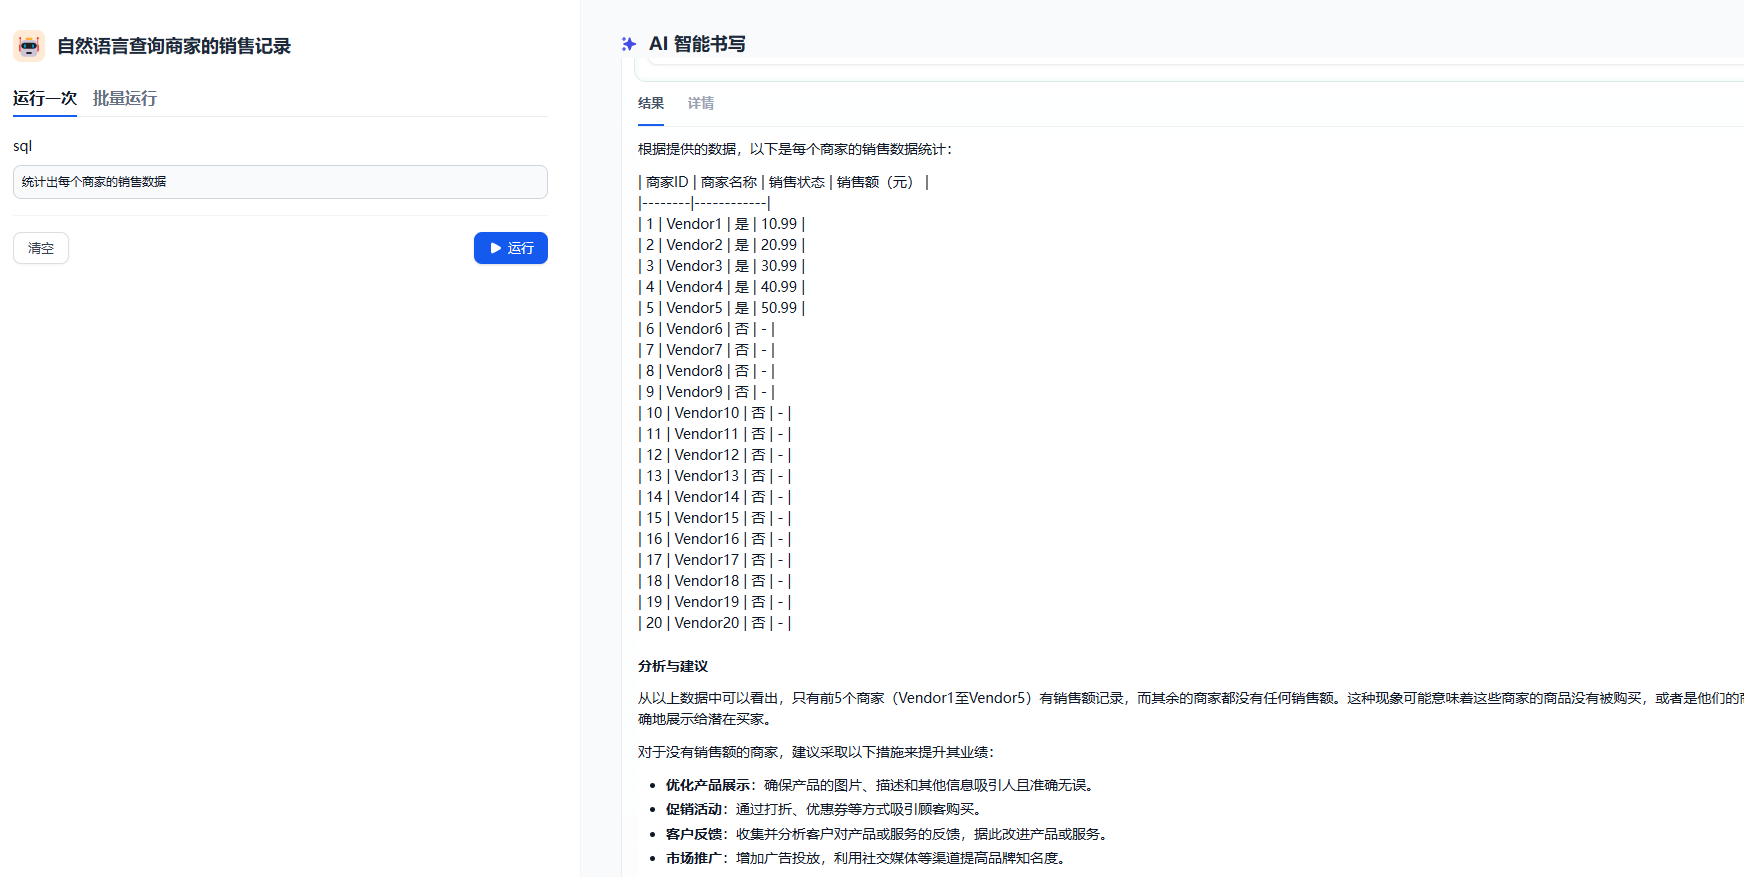 自然语言查询商家的销售记录
运行一次 批量运行
sql
统计出每个商家的销售数据
清空
运行
AI 智能书写
结果 详情
根据提供的数据，以下是每个商家的销售数据统计：
| 商家ID | 商家名称 | 销售状态 | 销售额（元） |
|--------|------------|
| 1 | Vendor1 | 是 | 10.99 |
| 2 | Vendor2 | 是 | 20.99 |
| 3 | Vendor3 | 是 | 30.99 |
| 4 | Vendor4 | 是 | 40.99 |
| 5 | Vendor5 | 是 | 50.99 |
| 6 | Vendor6 | 否 | - |
| 7 | Vendor7 | 否 | - |
| 8 | Vendor8 | 否 | - |
| 9 | Vendor9 | 否 | - |
| 10 | Vendor10 | 否 | - |
| 11 | Vendor11 | 否 | - |
| 12 | Vendor12 | 否 | - |
| 13 | Vendor13 | 否 | - |
| 14 | Vendor14 | 否 | - |
| 15 | Vendor15 | 否 | - |
| 16 | Vendor16 | 否 | - |
| 17 | Vendor17 | 否 | - |
| 18 | Vendor18 | 否 | - |
| 19 | Vendor19 | 否 | - |
| 20 | Vendor20 | 否 | - |
分析与建议
从以上数据中可以看出，只有前5个商家（Vendor1至Vendor5）有销售额记录，而其余的商家都没有任何销售额。这种现象可能意味着这些商家的商品没有被购买，或者是他们的
确地展示给潜在买家。
对于没有销售额的商家，建议采取以下措施来提升其业绩：
• 优化产品展示：确保产品的图片、描述和其他信息吸引人且准确无误。
• 促销活动：通过打折、优惠券等方式吸引顾客购买。
• 客户反馈：收集并分析客户对产品或服务的反馈，据此改进产品或服务。
• 市场推广：增加广告投放，利用社交媒体等渠道提高品牌知名度。